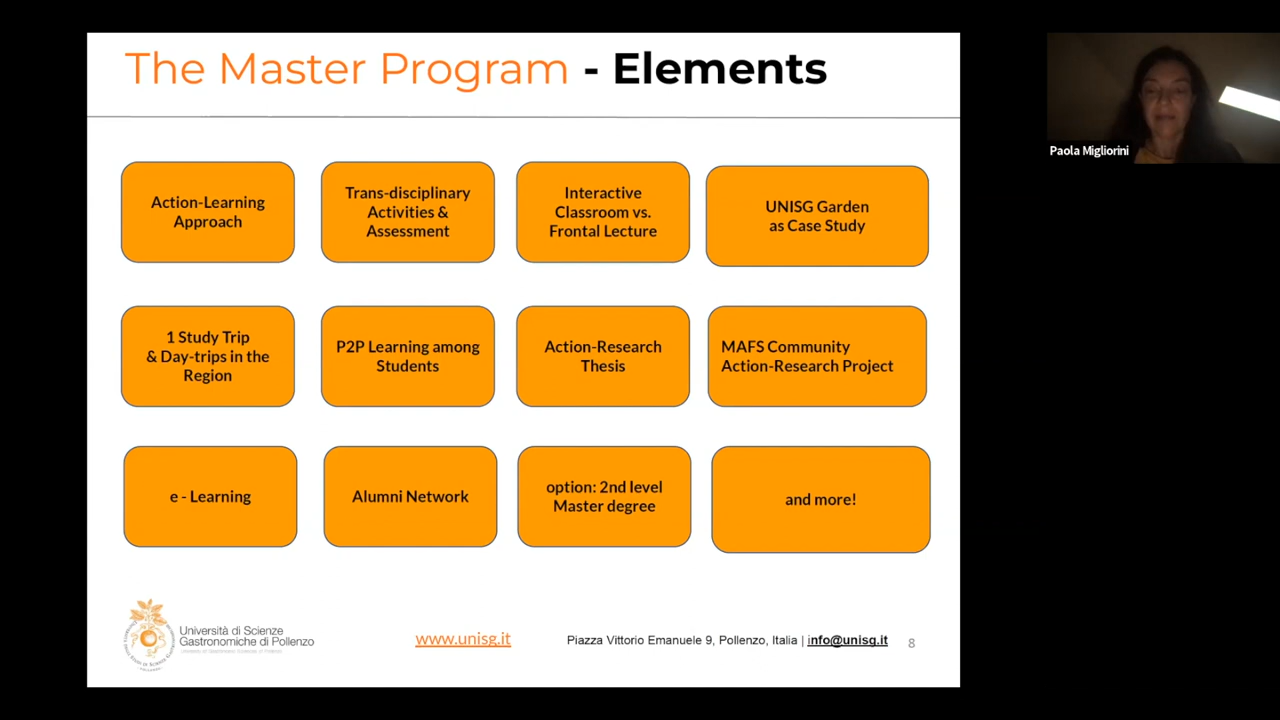 The Master Program - Elements
Paola Migliorini
Action-Learning
Approach
Trans-disciplinary
Activities &
Assessment
Interactive
Classroom vs.
Frontal Lecture
UNISG Garden
as Case Study
1 Study Trip
& Day-trips in the
Region
P2P Learning among
Students
Action-Research
Thesis
MAFS Community
Action-Research Project
e - Learning
Alumni Network
option: 2nd level
Master degree
and more!
Università di Scienze
Gastronomiche di Pollenzo
www.unisg.it
Piazza Vittorio Emanuele 9, Pollenzo, Italia | info@unisg.it
8